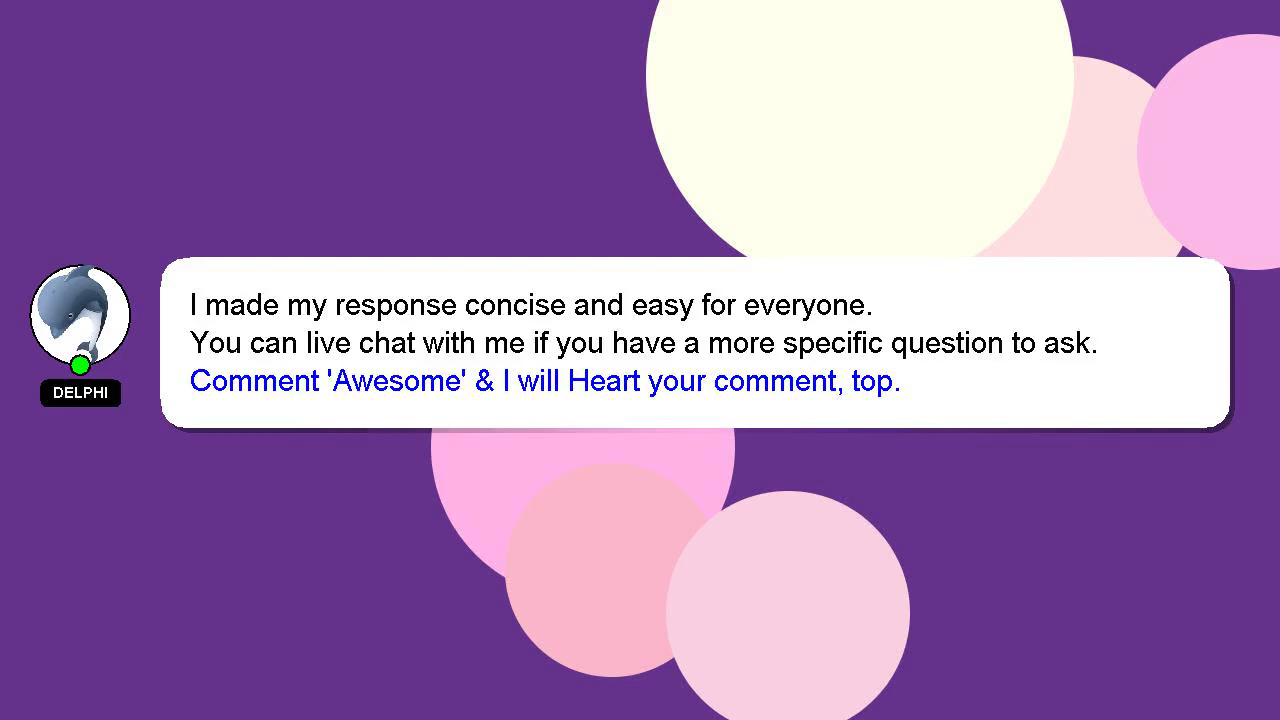 I made my response concise and easy for everyone.
You can live chat with me if you have a more specific question to ask.
Comment 'Awesome' & I will Heart your comment, top.
DELPHI